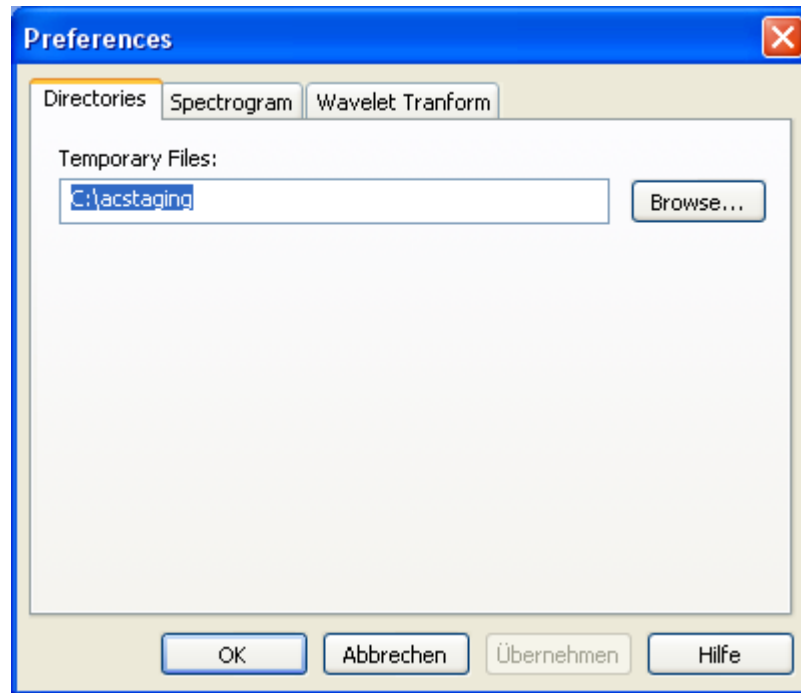 Preferences
Directories Spectrogram Wavelet Tranform
Temporary Files:
C:\acstaging Browse...
OK Abbrechen Übernehmen Hilfe